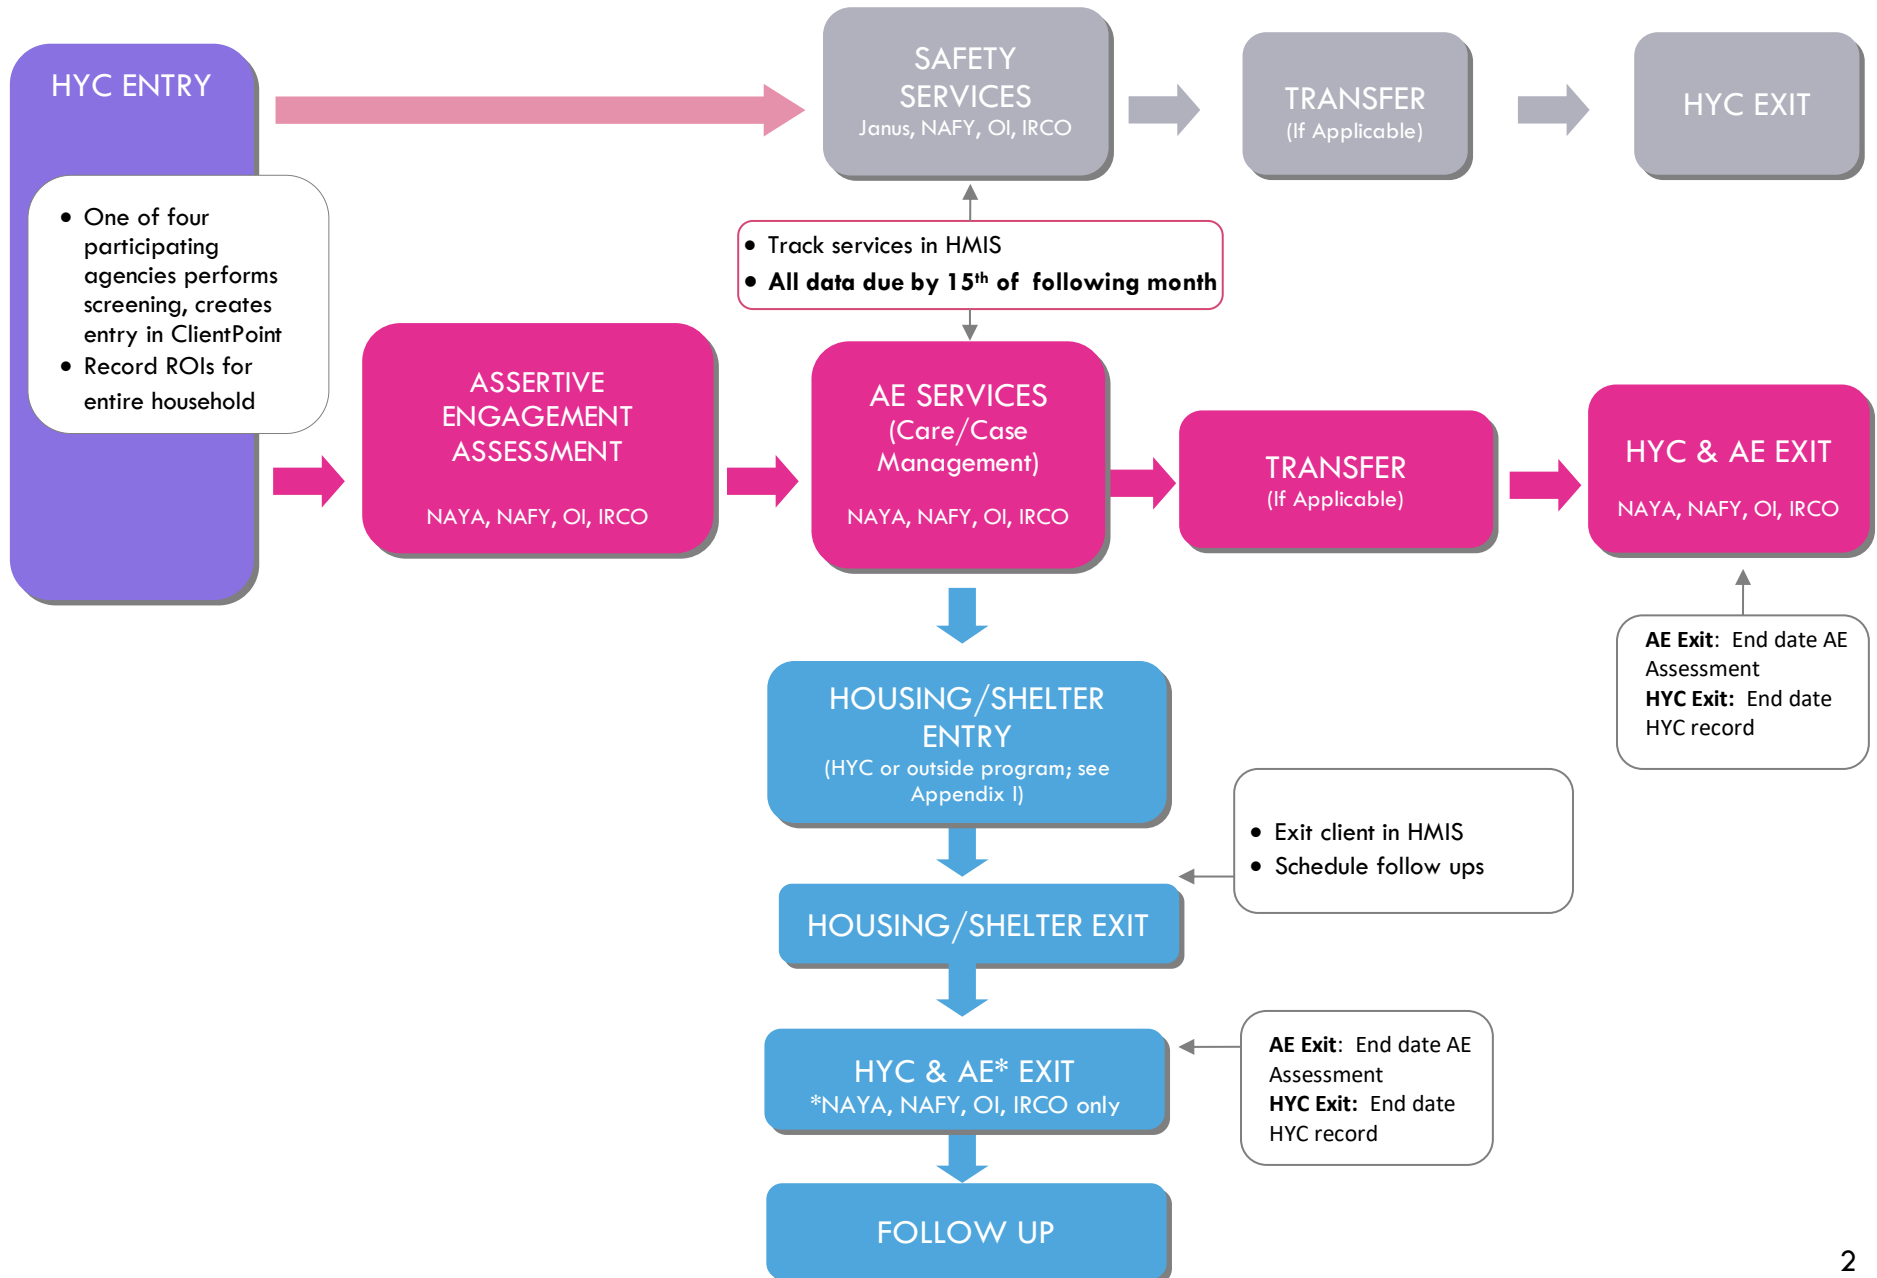 HYC ENTRY
• One of four
participating
agencies performs
screening, creates
entry in ClientPoint
• Record ROIs for
entire household
SAFETY
SERVICES
Janus, NAFY, OI, IRCO
TRANSFER
(If Applicable)
HYC EXIT
• Track services in HMIS
• All data due by 15th of following month
ASSERTIVE
ENGAGEMENT
ASSESSMENT
NAYA, NAFY, OI, IRCO
AE SERVICES
(Care/Case
Management)
NAYA, NAFY, OI, IRCO
TRANSFER
(If Applicable)
HYC & AE EXIT
NAYA, NAFY, OI, IRCO
AE Exit: End date AE
Assessment
HYC Exit: End date
HYC record
HOUSING/SHELTER
ENTRY
(HYC or outside program; see
Appendix I)
• Exit client in HMIS
• Schedule follow ups
HOUSING/SHELTER EXIT
HYC & AE* EXIT
*NAYA, NAFY, OI, IRCO only
AE Exit: End date AE
Assessment
HYC Exit: End date
HYC record
FOLLOW UP
2